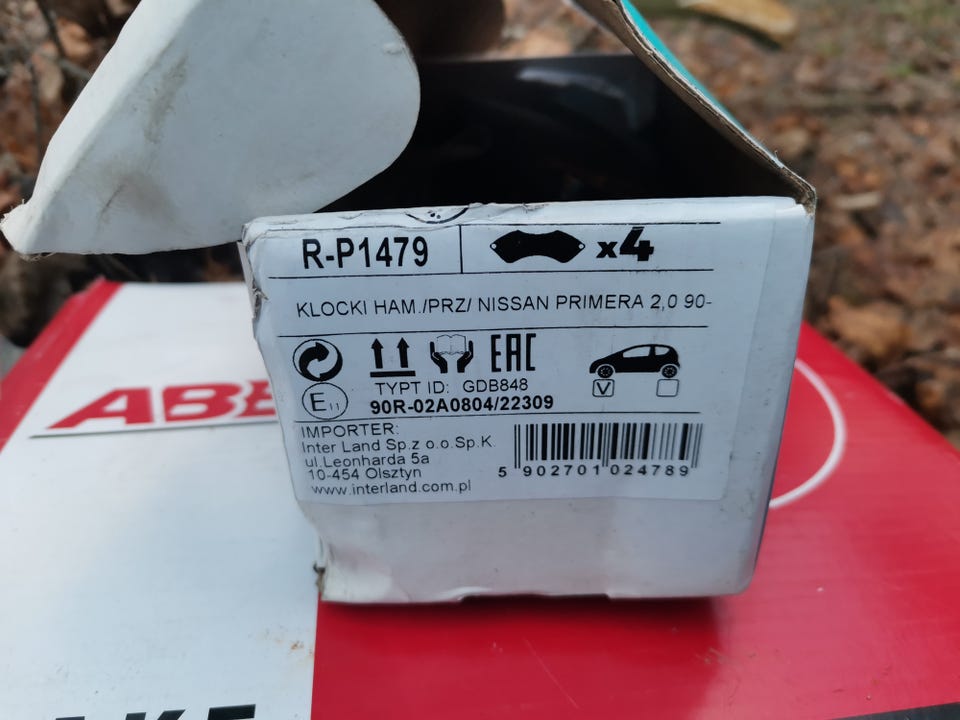 R-P1479
x4
KLOCKI HAM./PRZ/ NISSAN PRIMERA 2,0 90-
EAC
TYPT ID: GDB848
E11
90R-02A0804/22309
V
IMPORTER:
Inter Land Sp.z o.o.Sp.K.
ul.Leonharda 5a
10-454 Olsztyn
www.interland.com.pl
5 902701 024789